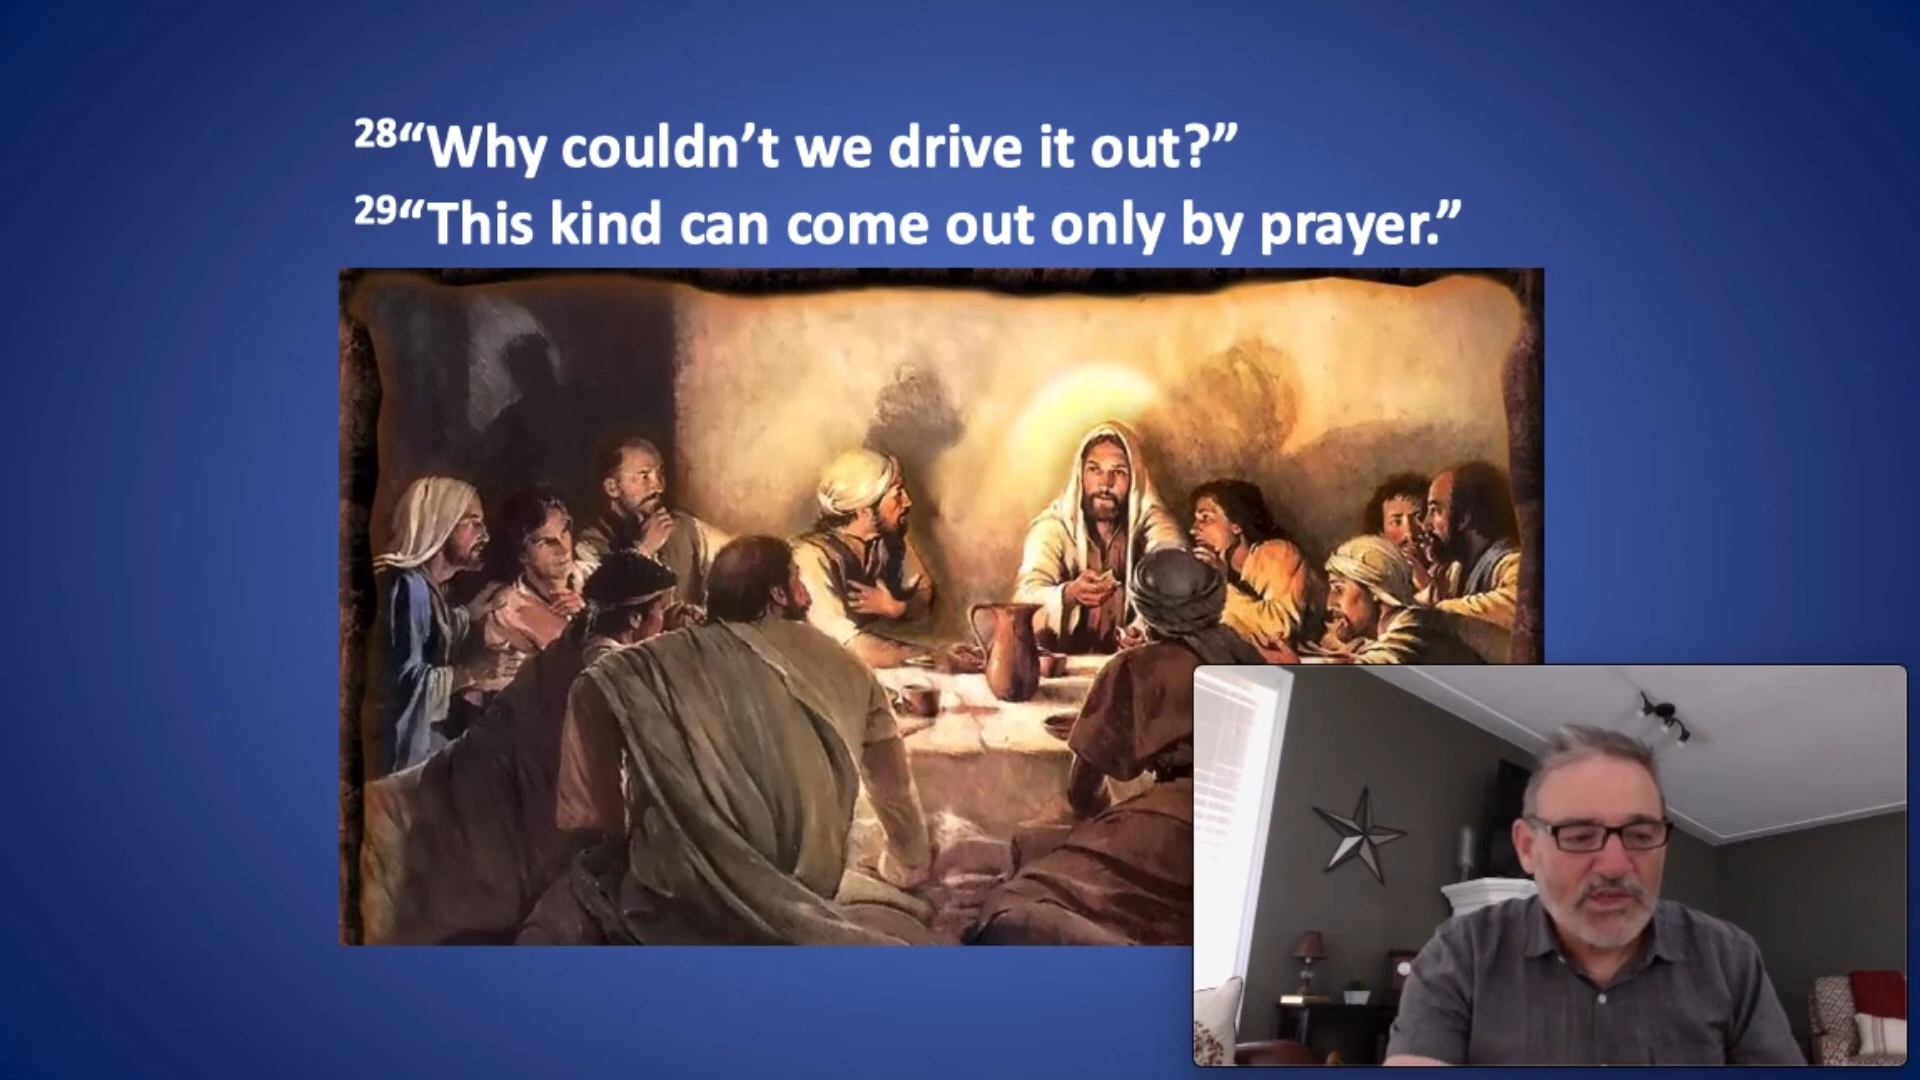 28“Why couldn’t we drive it out?”
29“This kind can come out only by prayer.”